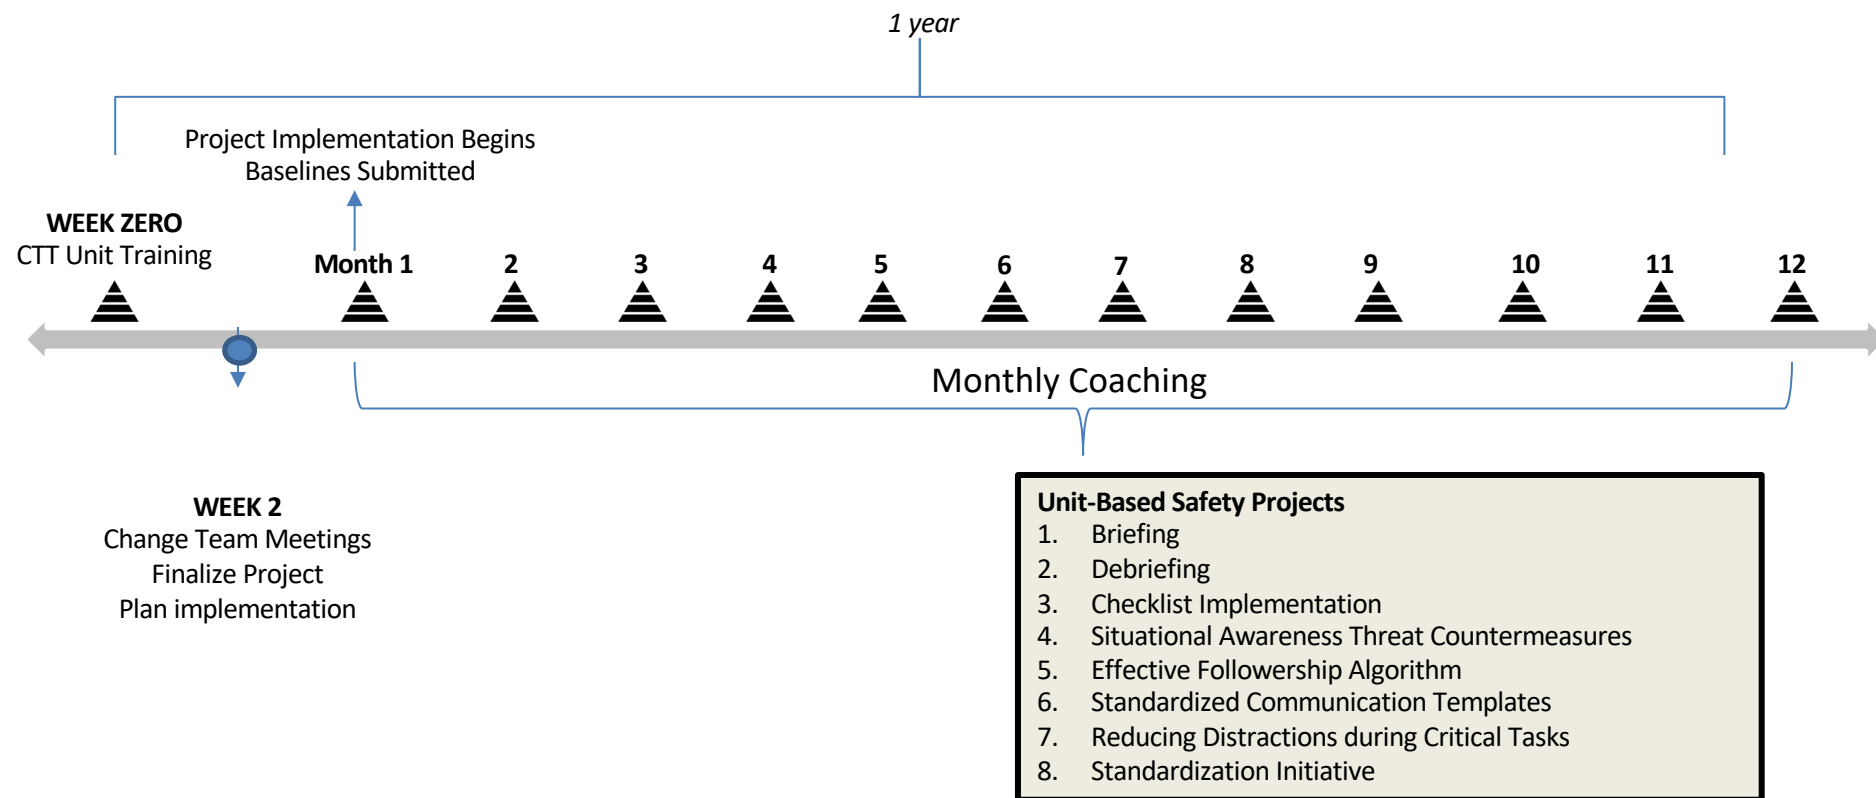 1 year
Project Implementation Begins
Baselines Submitted
WEEK ZERO
CTT Unit Training
Month 1 2 3 4 5 6 7 8 9 10 11 12
Monthly Coaching
WEEK 2
Change Team Meetings
Finalize Project
Plan implementation
Unit-Based Safety Projects
1. Briefing
2. Debriefing
3. Checklist Implementation
4. Situational Awareness Threat Countermeasures
5. Effective Followership Algorithm
6. Standardized Communication Templates
7. Reducing Distractions during Critical Tasks
8. Standardization Initiative